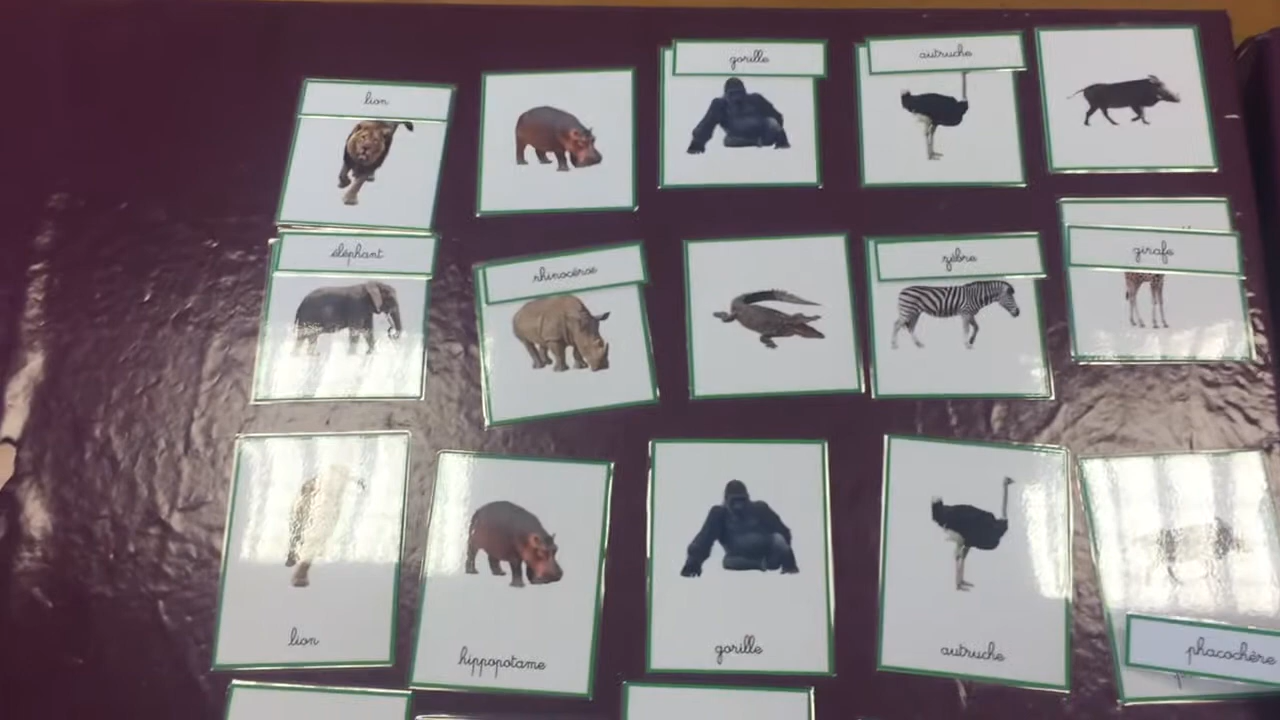 lion
gorille
autruche
éléphant
rhinocéros
zèbre
girafe
lion
hippopotame
gorille
autruche
phacochère